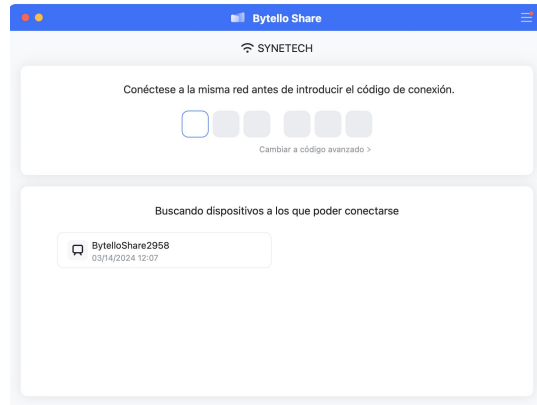 Bytello Share
SYNETECH
Conéctese a la misma red antes de introducir el código de conexión.
Cambiar a código avanzado >
Buscando dispositivos a los que poder conectarse
BytelloShare2958
03/14/2024 12:07